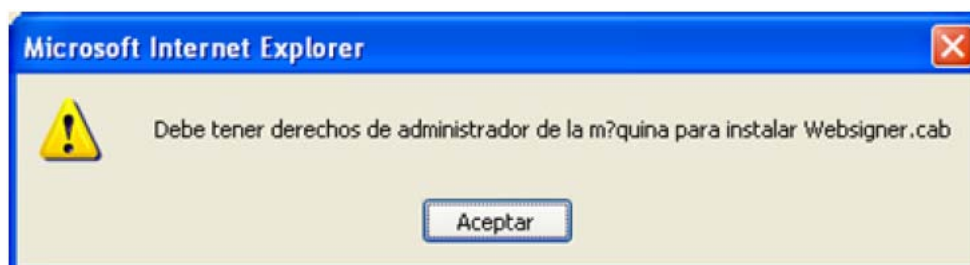 Microsoft Internet Explorer
Debe tener derechos de administrador de la m?quina para instalar Websigner.cab
Aceptar